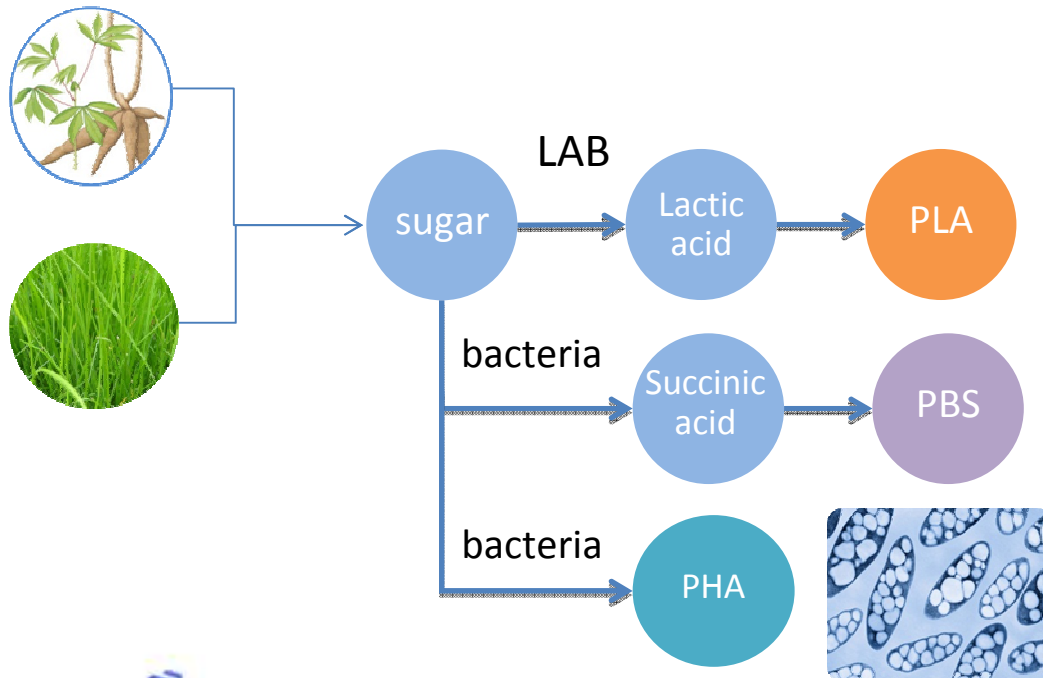 LAB
sugar
Lactic
acid
PLA
bacteria
Succinic
acid
PBS
bacteria
PHA